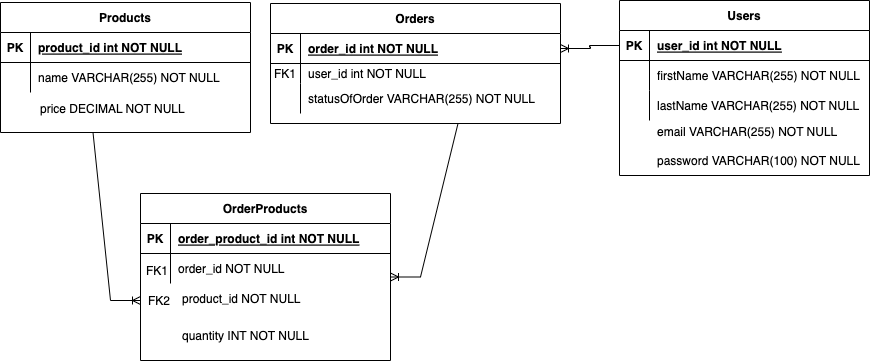 Products
PK product_id int NOT NULL
name VARCHAR(255) NOT NULL
price DECIMAL NOT NULL
Orders
PK order_id int NOT NULL
FK1 user_id int NOT NULL
statusOfOrder VARCHAR(255) NOT NULL
Users
PK user_id int NOT NULL
firstName VARCHAR(255) NOT NULL
lastName VARCHAR(255) NOT NULL
email VARCHAR(255) NOT NULL
password VARCHAR(100) NOT NULL
OrderProducts
PK order_product_id int NOT NULL
FK1 order_id NOT NULL
FK2 product_id NOT NULL
quantity INT NOT NULL